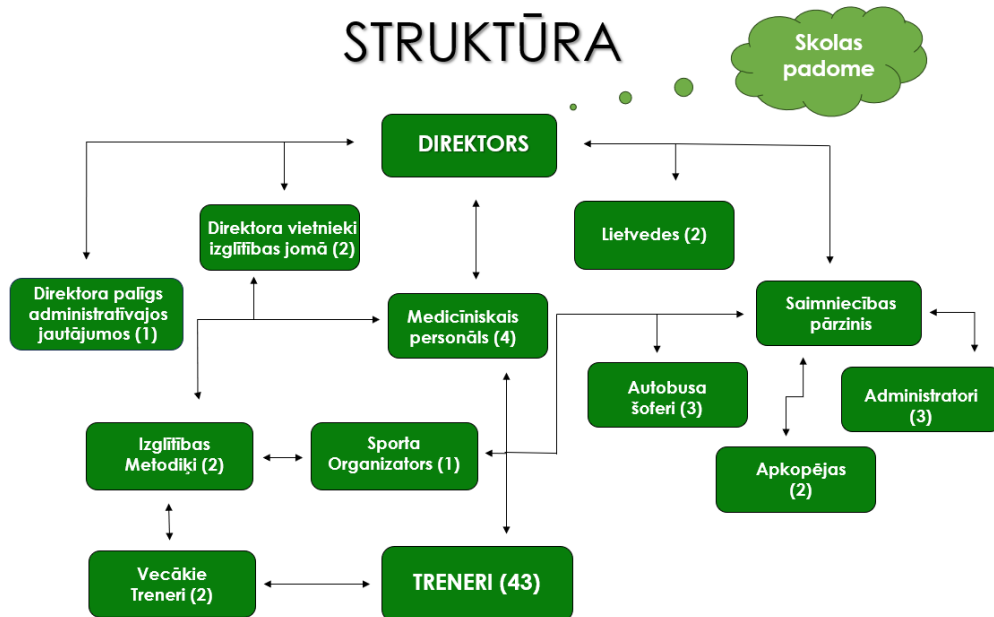 STRUKTŪRA
Skolas
padome
DIREKTORS
Direktora vietnieki
izglītības jomā (2)
Lietvedes (2)
Direktora palīgs
administratīvajos
jautājumos (1)
Medicīniskais
personāls (4)
Saimniecības
pārzinis
Autobusa
šoferi (3)
Administratori
(3)
Izglītības
Metodiķi (2)
Sporta
Organizators (1)
Apkopējas
(2)
Vecākie
Treneri (2)
TRENERI (43)